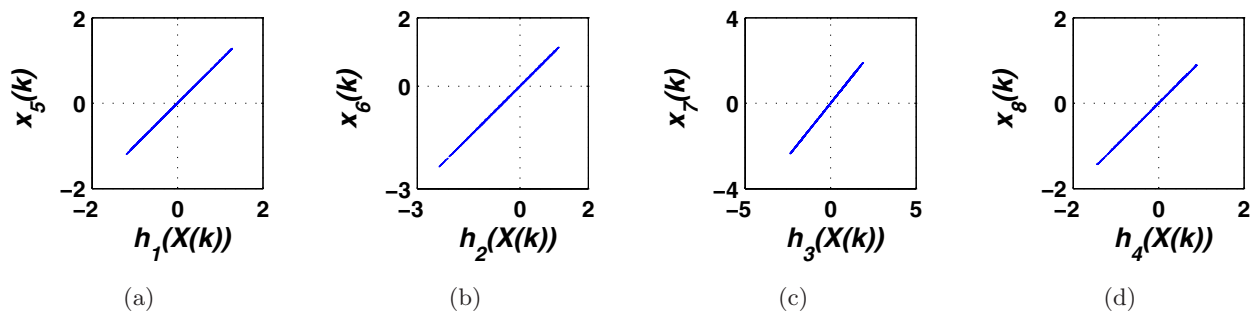 2
0
−2
−2 0 2
x5(k)
h1(X(k))
(a)
2
0
−3
−3 0 2
x6(k)
h2(X(k))
(b)
4
0
−4
−5 0 5
x7(k)
h3(X(k))
(c)
2
0
−2
−2 0 2
x8(k)
h4(X(k))
(d)